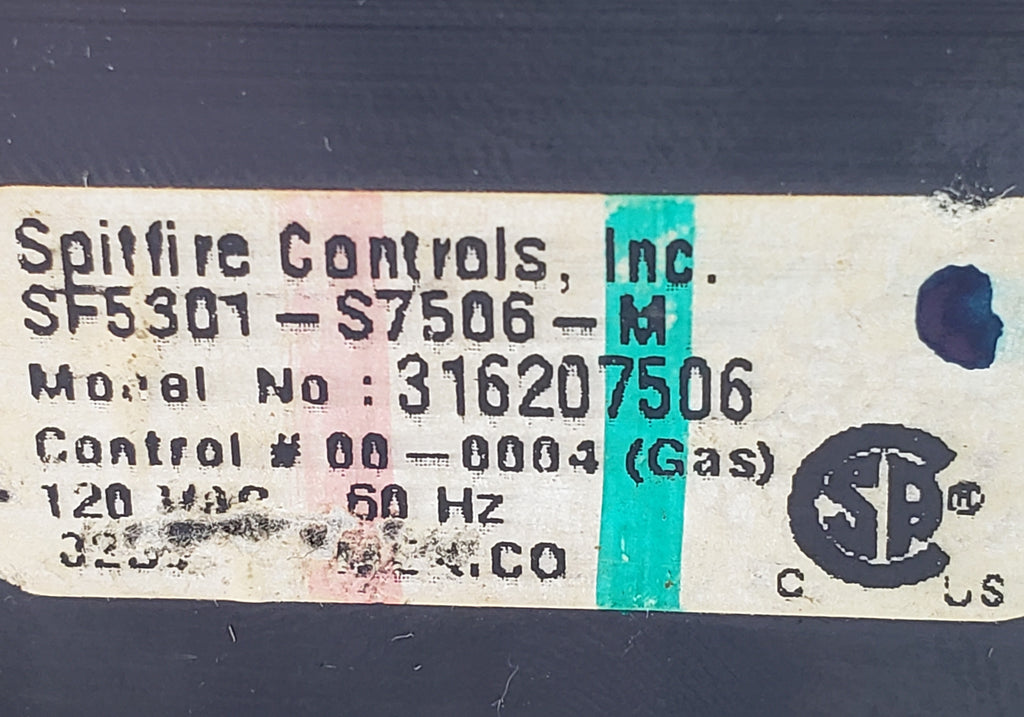 Spitfire Controls, Inc.
SF5301-S7506-M
Model No: 316207506
Control # 00-0004 (Gas)
120 VAC 60 Hz
CO
SP ®
C US